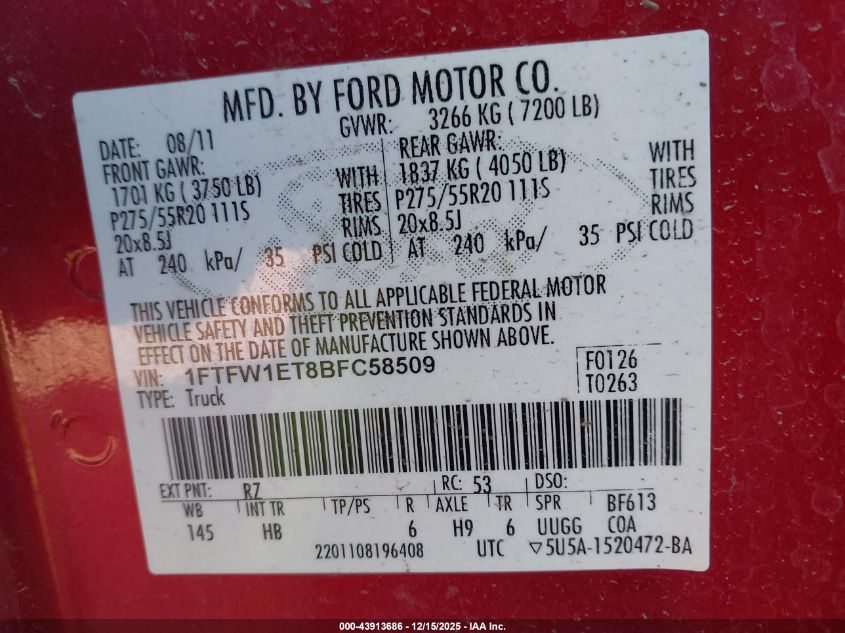 MFD. BY FORD MOTOR CO.
DATE: 08/11 GVWR: 3266 KG (7200 LB)
FRONT GAWR: REAR GAWR:
1701 KG (3750 LB) WITH 1837 KG (4050 LB) WITH
P275/55R20 111S TIRES P275/55R20 111S TIRES
20x8.5J RIMS 20x8.5J RIMS
AT 240 kPa/ 35 PSI COLD AT 240 kPa/ 35 PSI COLD
THIS VEHICLE CONFORMS TO ALL APPLICABLE FEDERAL MOTOR
VEHICLE SAFETY AND THEFT PREVENTION STANDARDS IN
EFFECT ON THE DATE OF MANUFACTURE SHOWN ABOVE.
VIN: 1FTFW1ET8BFC58509 F0126
TYPE: Truck T0263
EXT PNT: RZ RC: 53 DSO:
WB INT TR TP/PS R AXLE TR SPR BF613
145 HB 6 H9 6 UUGG COA
2201108196408 UTC ▽5U5A-1520472-BA
000-43913686 - 12/15/2025 - IAA Inc.